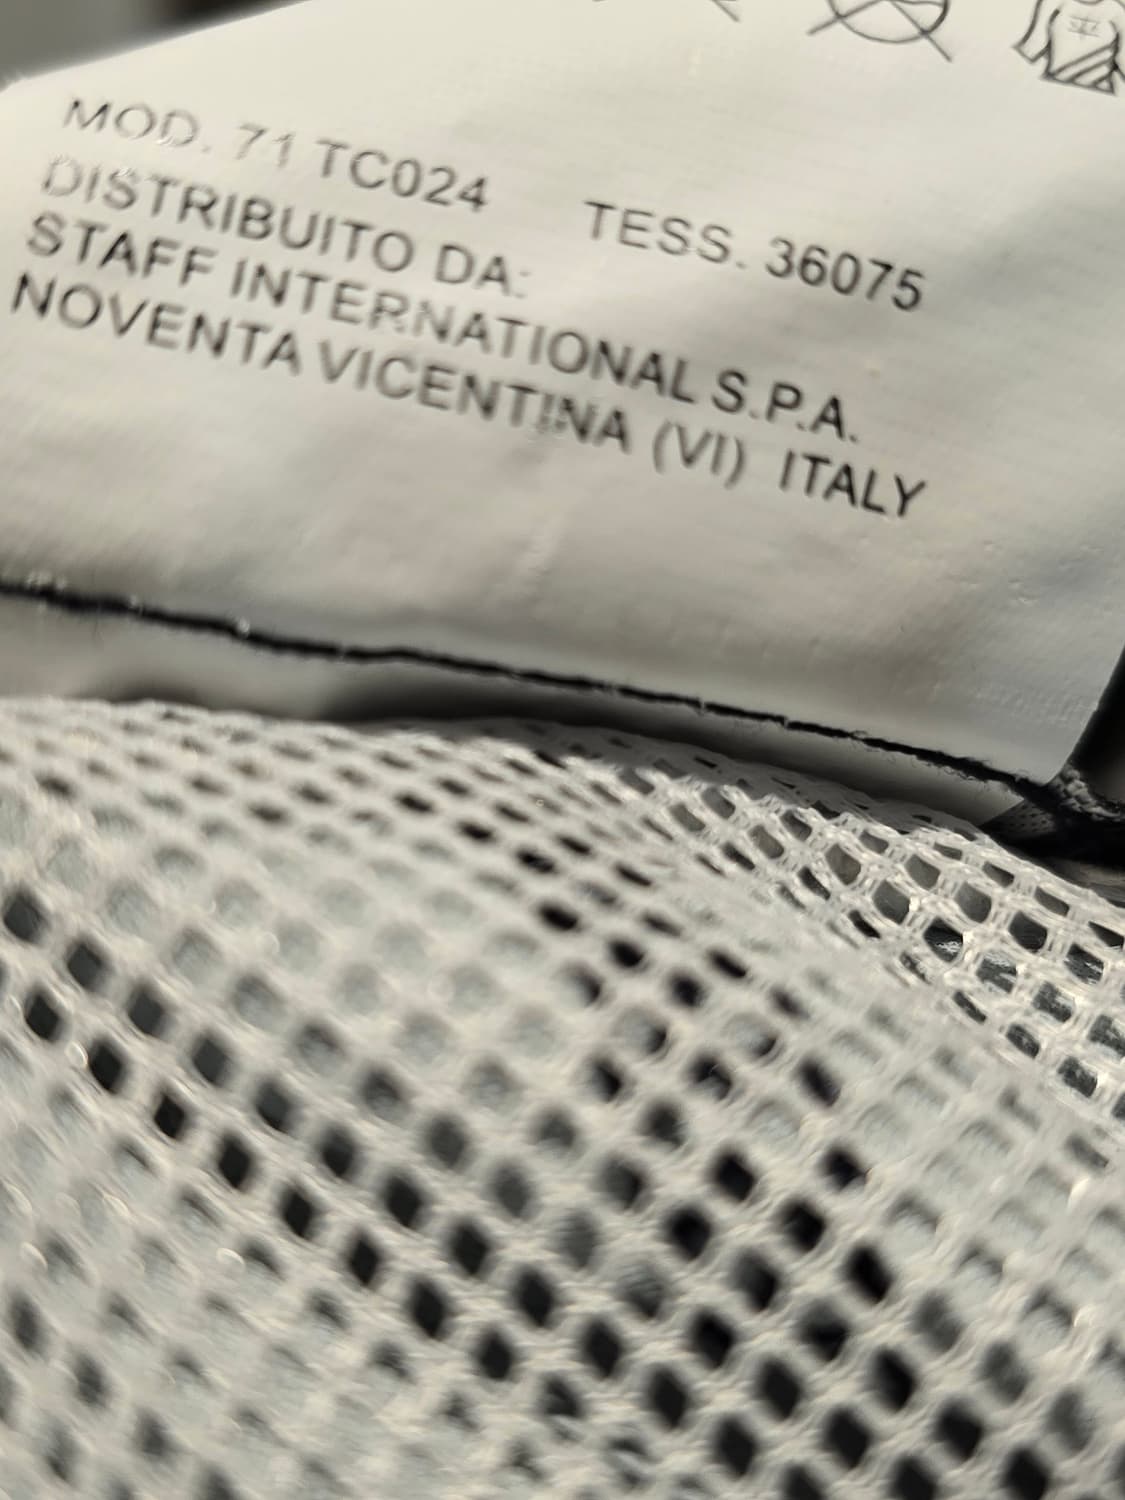 MOD. 71 TC024 TESS. 36075
DISTRIBUITO DA:
STAFF INTERNATIONAL S.P.A.
NOVENTA VICENTINA (VI) ITALY